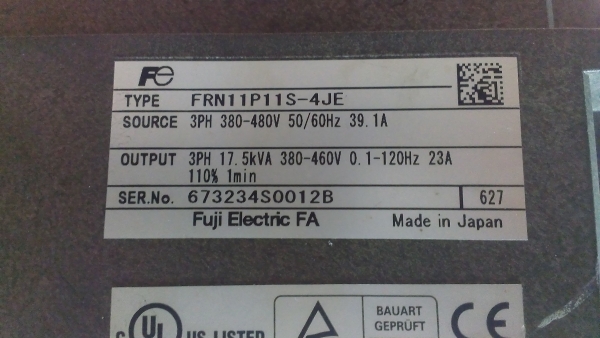 Fe
TYPE FRN11P11S-4JE
SOURCE 3PH 380-480V 50/60Hz 39.1A
OUTPUT 3PH 17.5kVA 380-460V 0.1-120Hz 23A
110% 1min
SER.No. 673234S0012B 627
Fuji Electric FA Made in Japan
c UL US LISTED BAUART GEPRÜFT CE